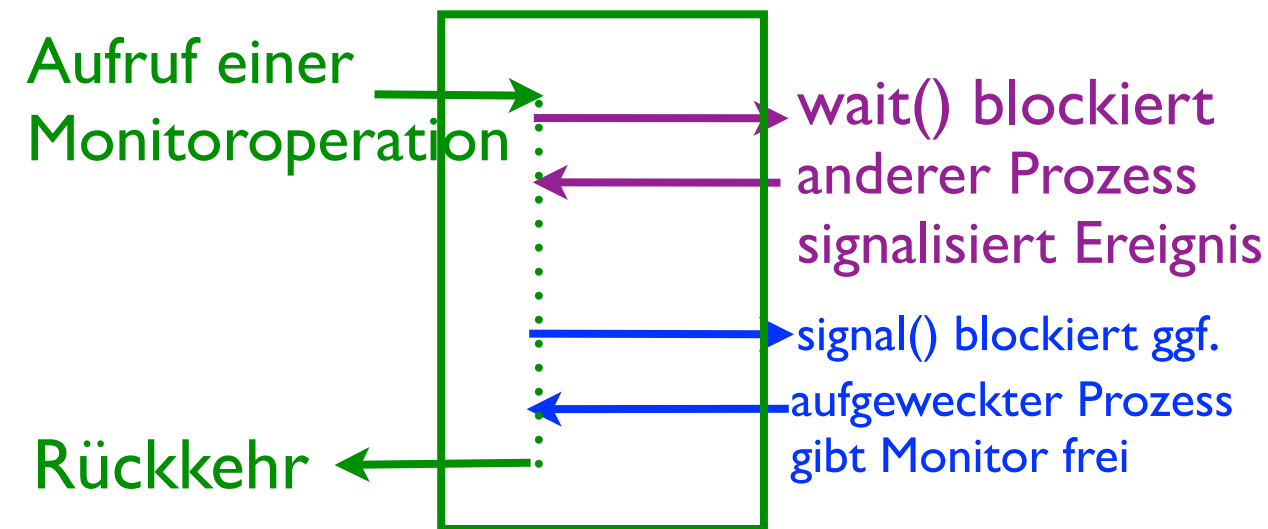 Aufruf einer
Monitoroperation
wait() blockiert
anderer Prozess
signalisiert Ereignis
signal() blockiert ggf.
aufgeweckter Prozess
gibt Monitor frei
Rückkehr